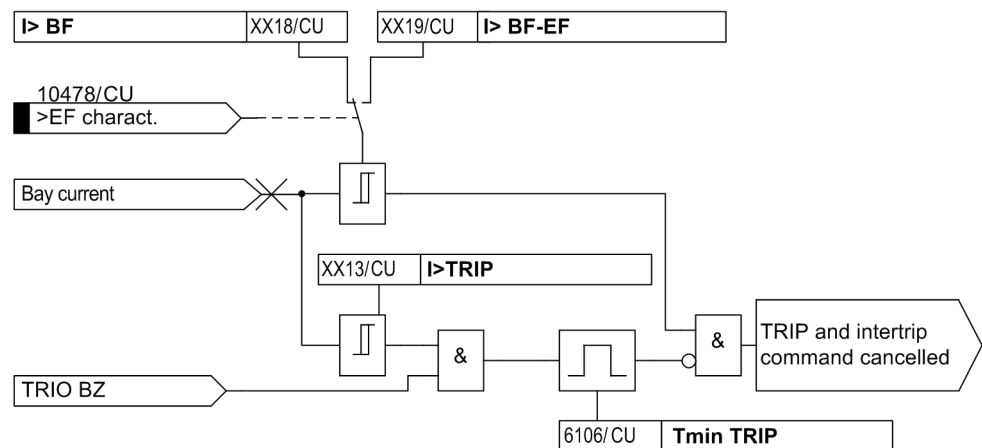 I> BF XX18/CU XX19/CU I> BF-EF
10478/CU
>EF charact.
Bay current
XX13/CU I>TRIP
& &
TRIP and intertrip
command cancelled
TRIO BZ
6106/CU Tmin TRIP